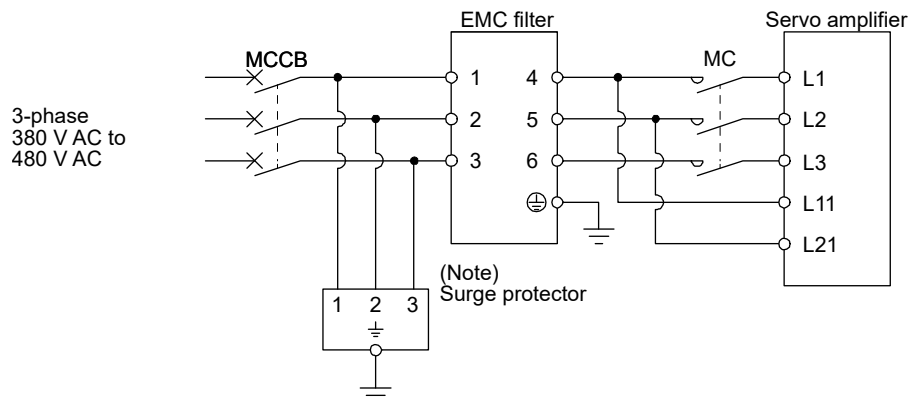 EMC filter
Servo amplifier
MCCB
MC
1
4
L1
3-phase
380 V AC to
480 V AC
2
5
L2
3
6
L3
L11
L21
(Note)
Surge protector
1 2 3